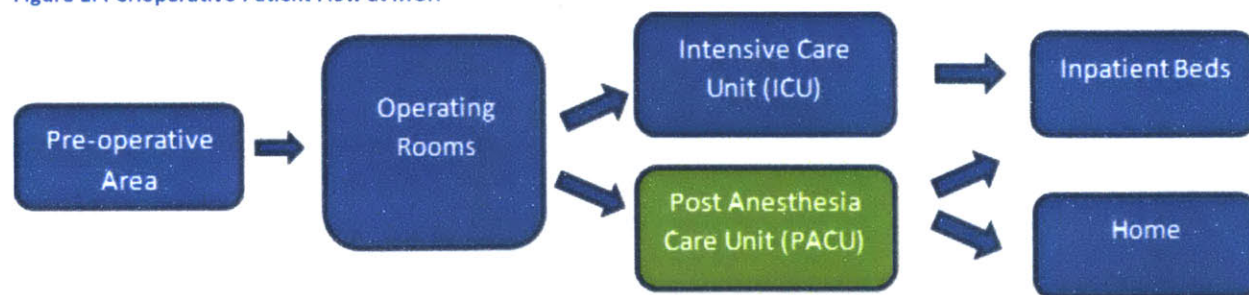 Pre-operative
Area
Operating
Rooms
Intensive Care
Unit (ICU)
Post Anesthesia
Care Unit (PACU)
Inpatient Beds
Home